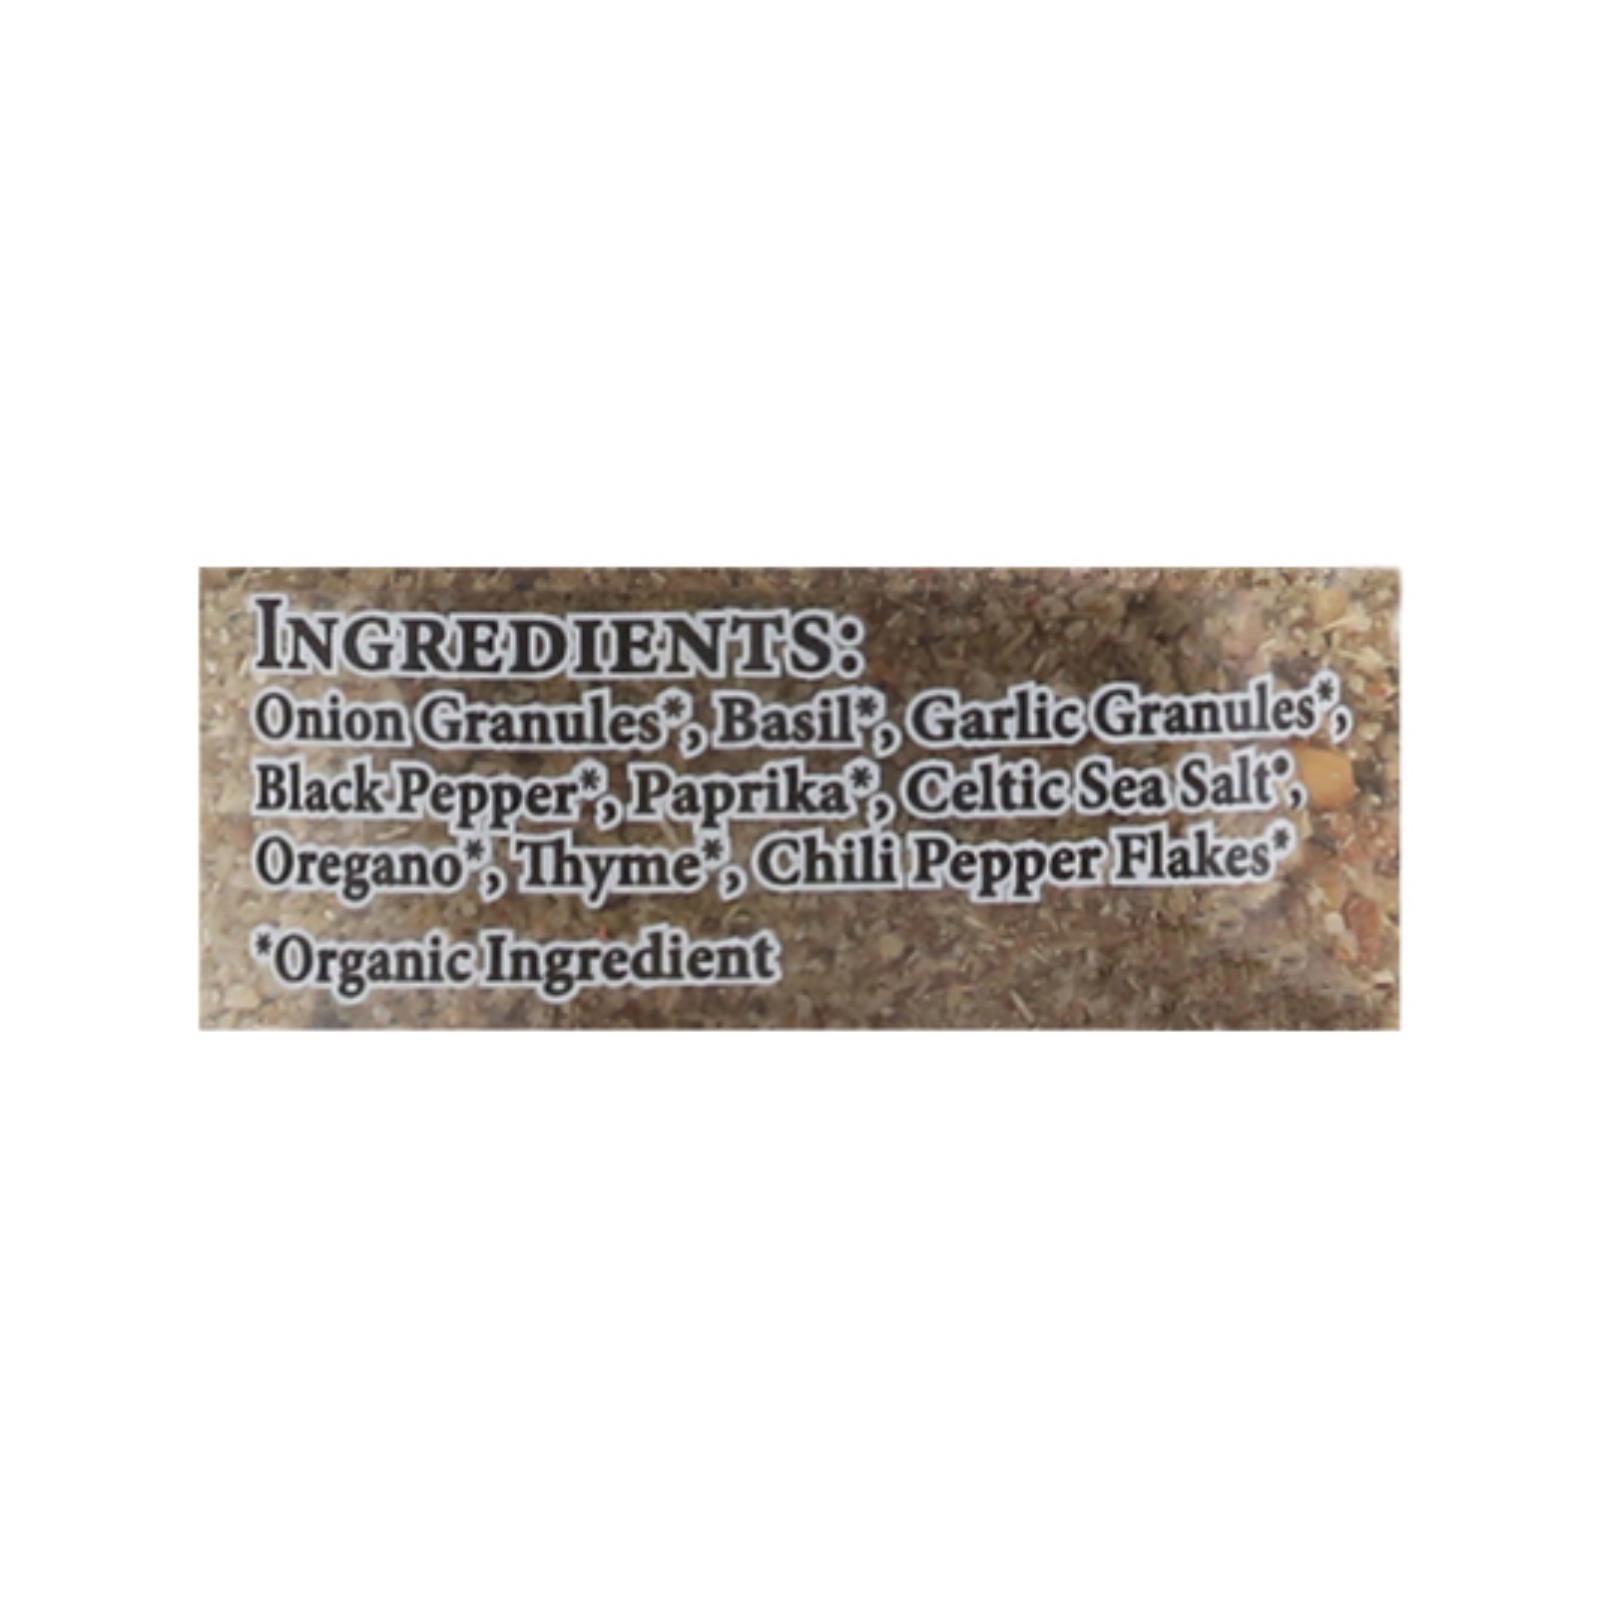 INGREDIENTS:
Onion Granules*, Basil*, Garlic Granules*,
Black Pepper*, Paprika*, Celtic Sea Salt®,
Oregano*, Thyme*, Chili Pepper Flakes*
*Organic Ingredient